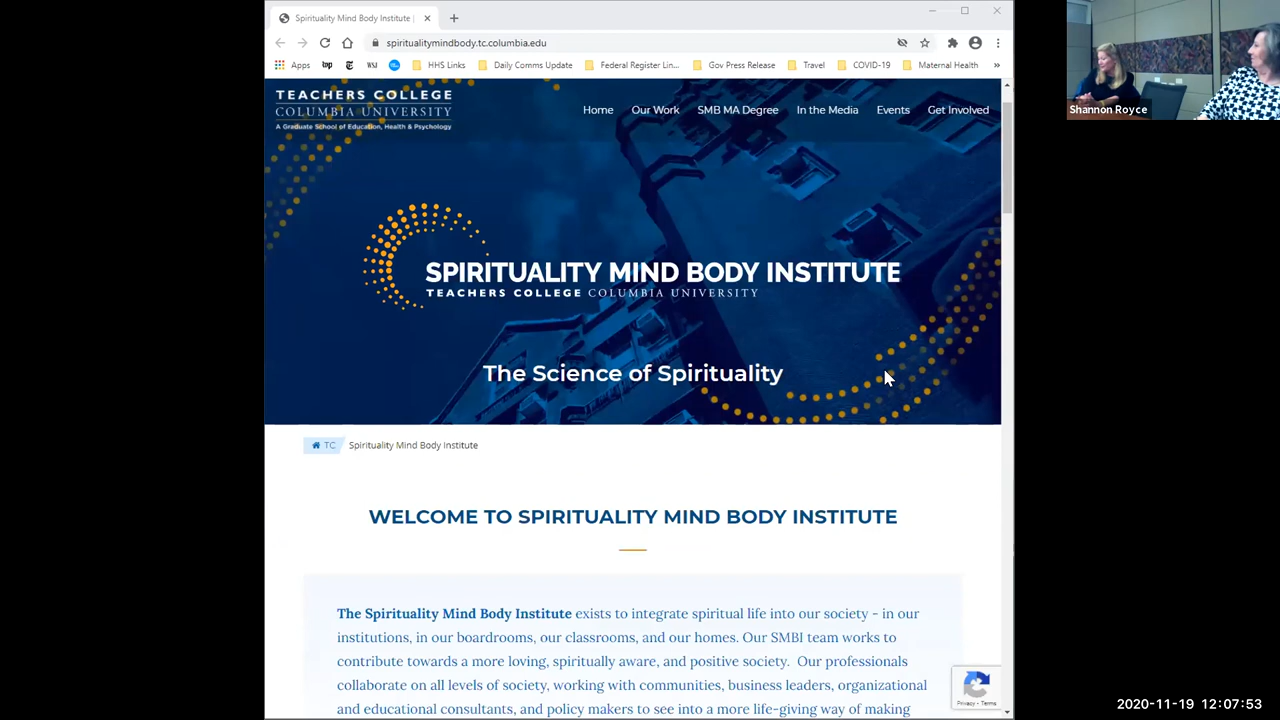 Spirituality Mind Body Institute |
spiritualitymindbody.tc.columbia.edu
Apps
HHS Links
Daily Comms Update
Federal Register Lin...
Gov Press Release
Travel
COVID-19
Maternal Health
»
TEACHERS COLLEGE
COLUMBIA UNIVERSITY
A Graduate School of Education, Health & Psychology
Home
Our Work
SMB MA Degree
In the Media
Events
Get Involved
SPIRITUALITY MIND BODY INSTITUTE
TEACHERS COLLEGE COLUMBIA UNIVERSITY
The Science of Spirituality
TC
Spirituality Mind Body Institute
WELCOME TO SPIRITUALITY MIND BODY INSTITUTE
The Spirituality Mind Body Institute exists to integrate spiritual life into our society - in our
institutions, in our boardrooms, our classrooms, and our homes. Our SMBI team works to
contribute towards a more loving, spiritually aware, and positive society. Our professionals
collaborate on all levels of society, working with communities, business leaders, organizational
and educational consultants, and policy makers to see into a more life-giving way of making
Privacy - Terms
Shannon Royce
2020-11-19 12:07:53